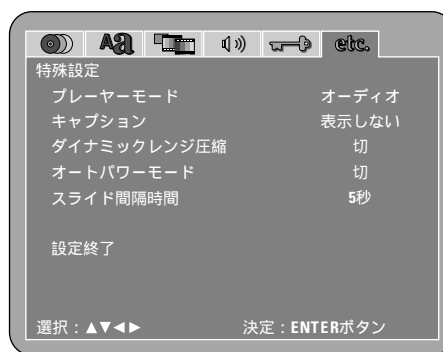 Aa etc.
特殊設定
プレーヤーモード オーディオ
キャプション 表示しない
ダイナミックレンジ圧縮 切
オートパワーモード 切
スライド間隔時間 5秒
設定終了
選択：▲▼◀▶ 決定：ENTERボタン